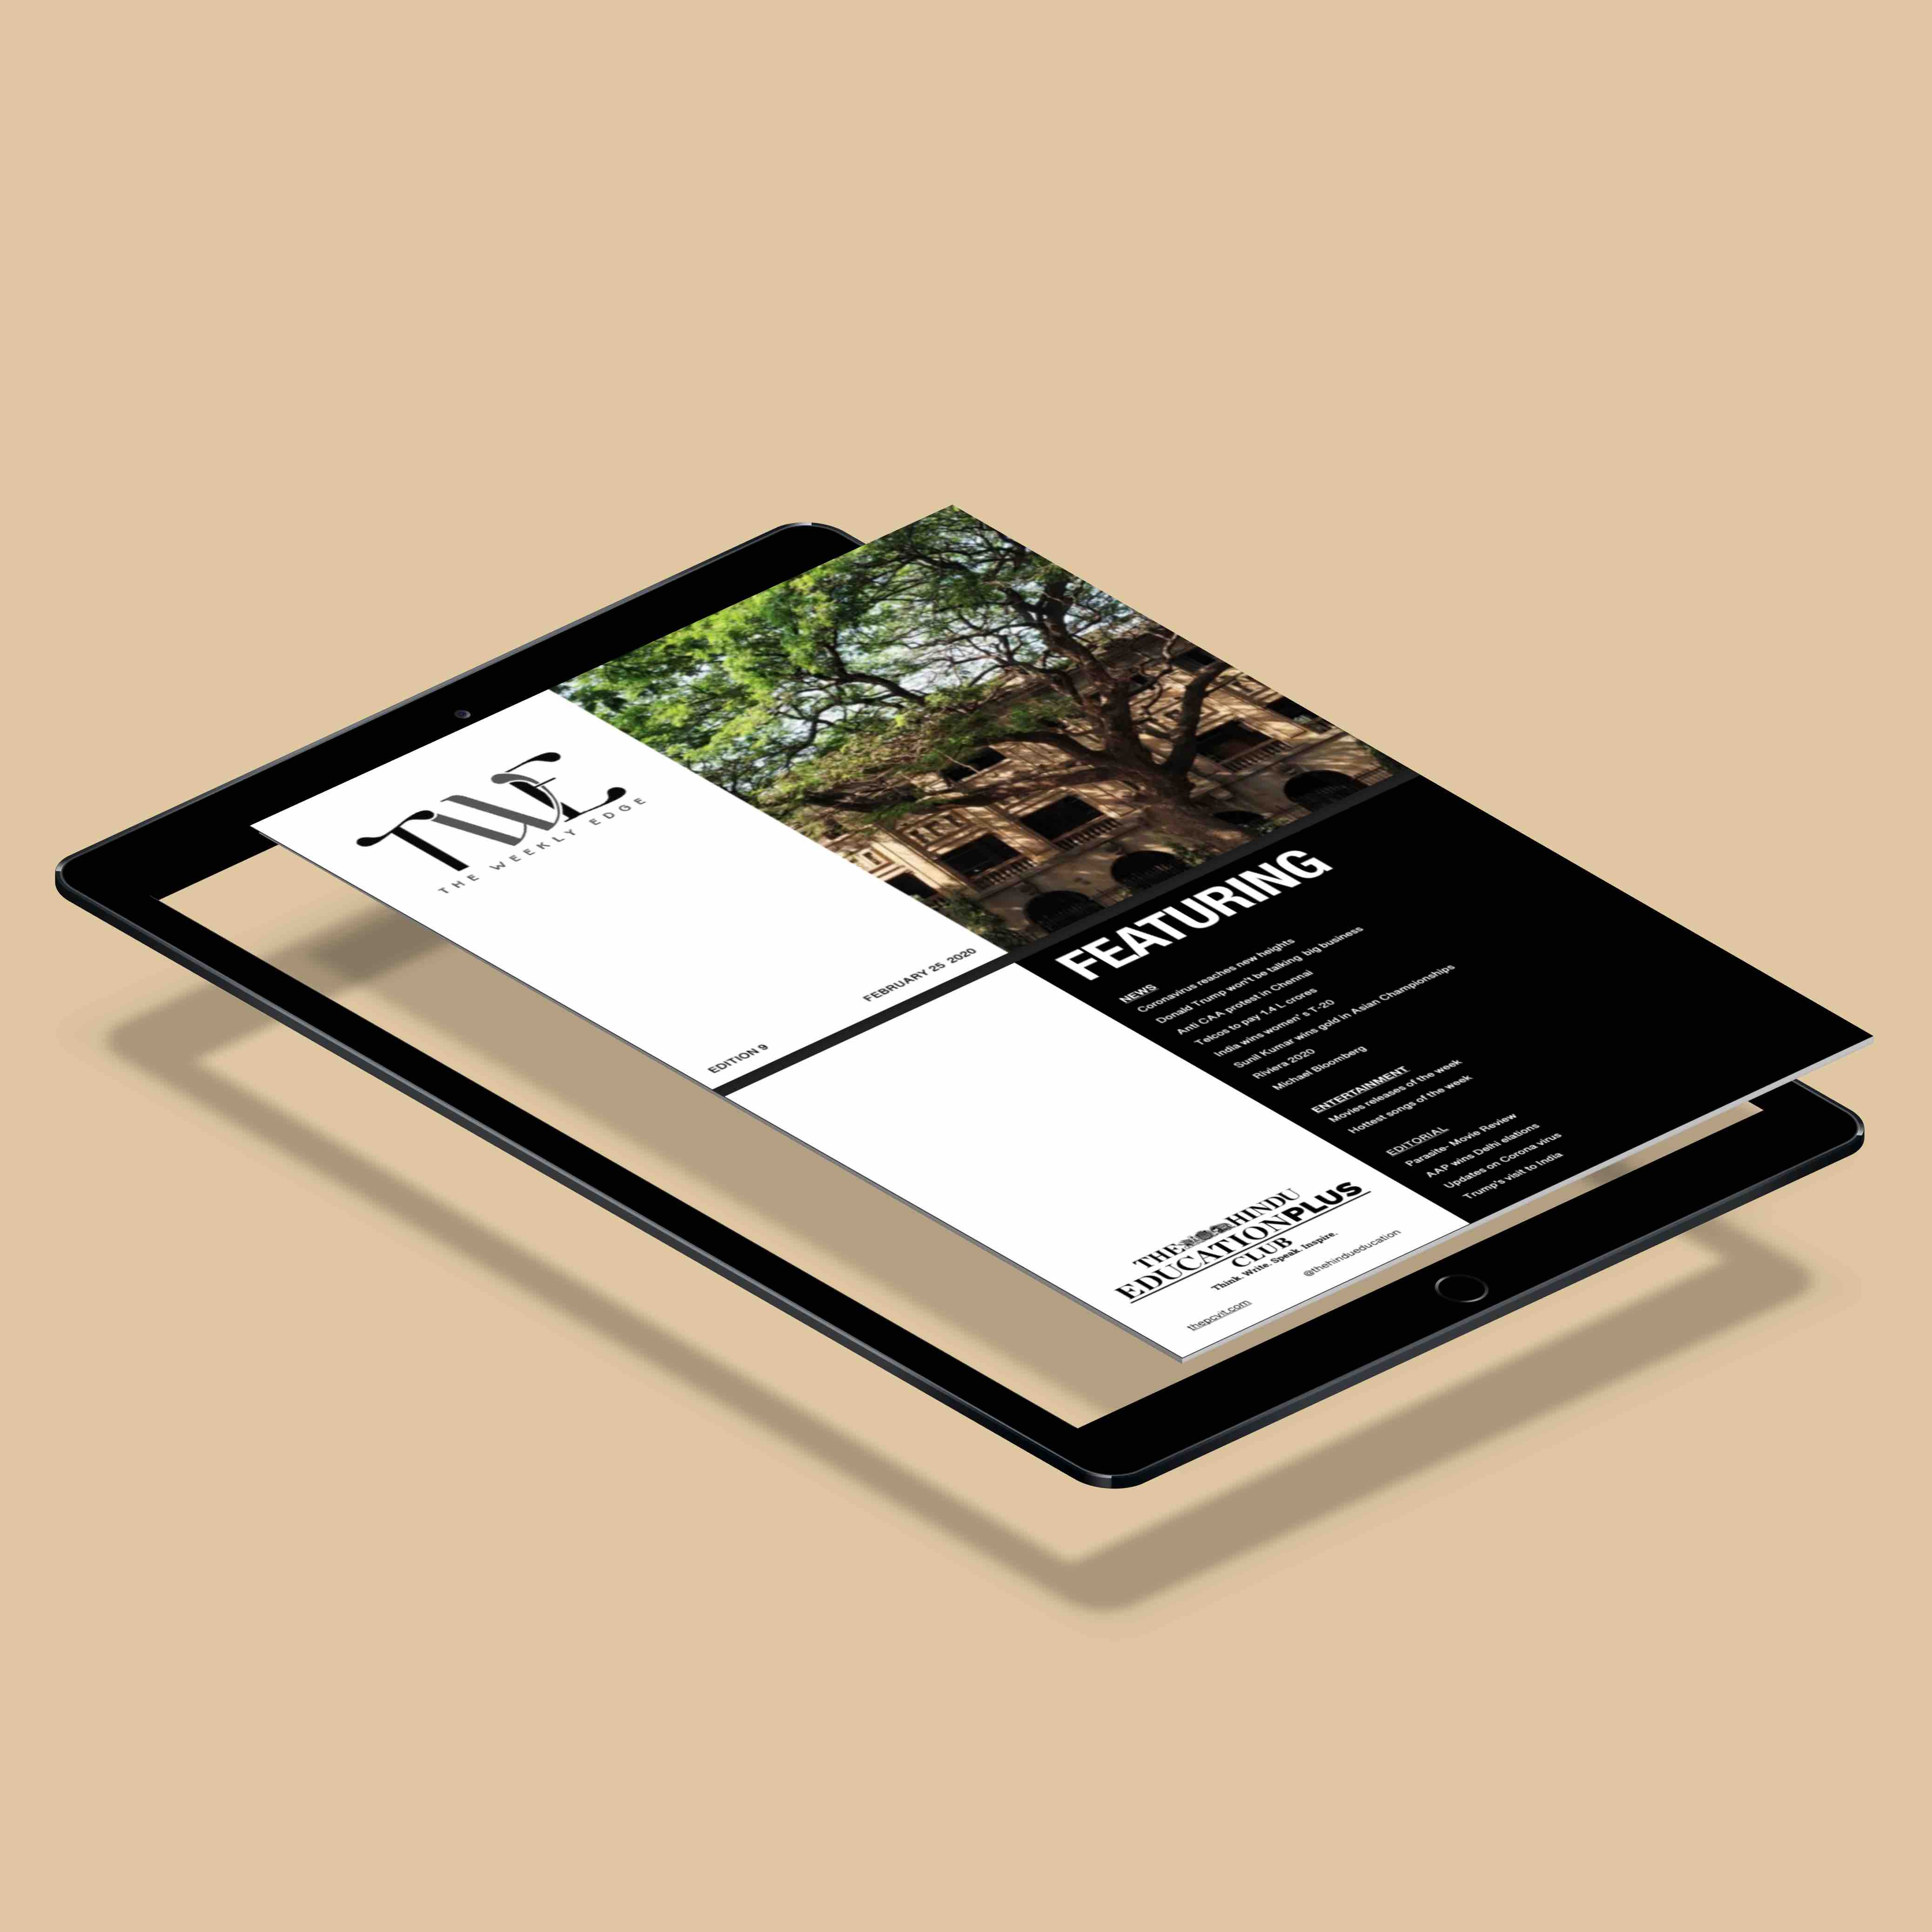 TWE
THE WEEKLY EDGE
FEBRUARY 25 2020
EDITION 9
FEATURING
NEWS
Coronavirus reaches new heights
Donald Trump won't be talking big business
Anti CAA protest in Chennai
Telcos to pay 1.4 L crores
India wins women's T-20
Sunil Kumar wins gold in Asian Championships
Riviera 2020
Michael Bloomberg
ENTERTAINMENT
Movies releases of the week
Hottest songs of the week
EDITORIAL
Parasite- Movie Review
AAP wins Delhi elations
Updates on Corona virus
Trump's visit to India
THE HINDU
EDUCATIONPLUS
CLUB
Think. Write. Speak. Inspire.
thepcvit.com
@thehindueducation